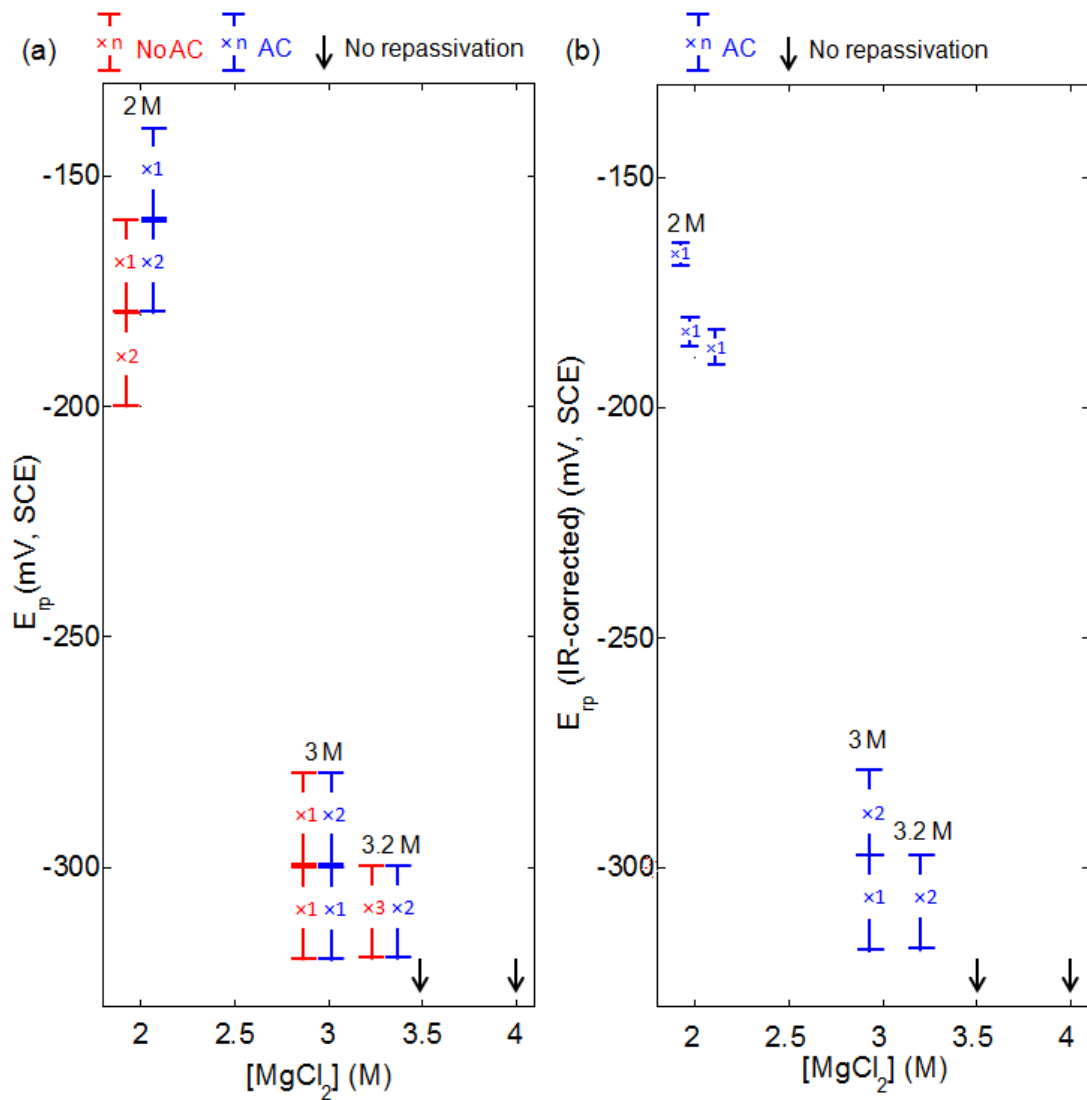 (a) × n No AC × n AC No repassivation
2 M
×1
×1 ×2
×2
3 M
×1 ×2
3.2 M
×1 ×1 ×3 ×2
-150
-200
-250
-300
E_rp (mV, SCE)
2 2.5 3 3.5 4
[MgCl₂] (M)
(b) × n AC No repassivation
2 M
×1
×1 ×1
3 M
×2
3.2 M
×1 ×2
-150
-200
-250
-300
E_rp (IR-corrected) (mV, SCE)
2 2.5 3 3.5 4
[MgCl₂] (M)